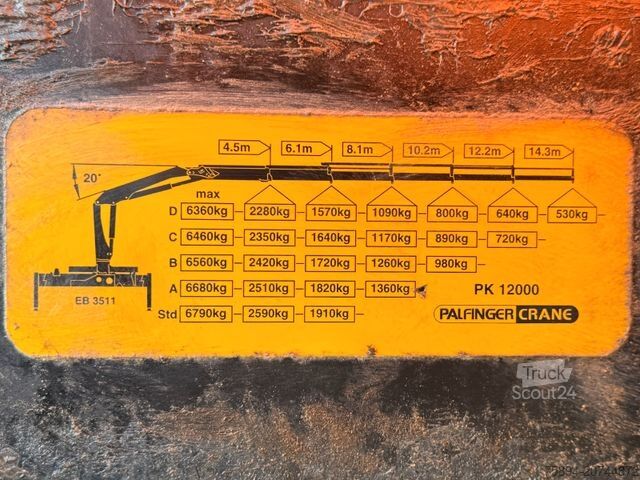 4.5m 6.1m 8.1m 10.2m 12.2m 14.3m
20°
max
D 6360kg 2280kg 1570kg 1090kg 800kg 640kg 530kg
C 6460kg 2350kg 1640kg 1170kg 890kg 720kg
B 6560kg 2420kg 1720kg 1260kg 980kg
A 6680kg 2510kg 1820kg 1360kg PK 12000
EB 3511
Std 6790kg 2590kg 1910kg PALFINGER CRANE
Truck
Scout24